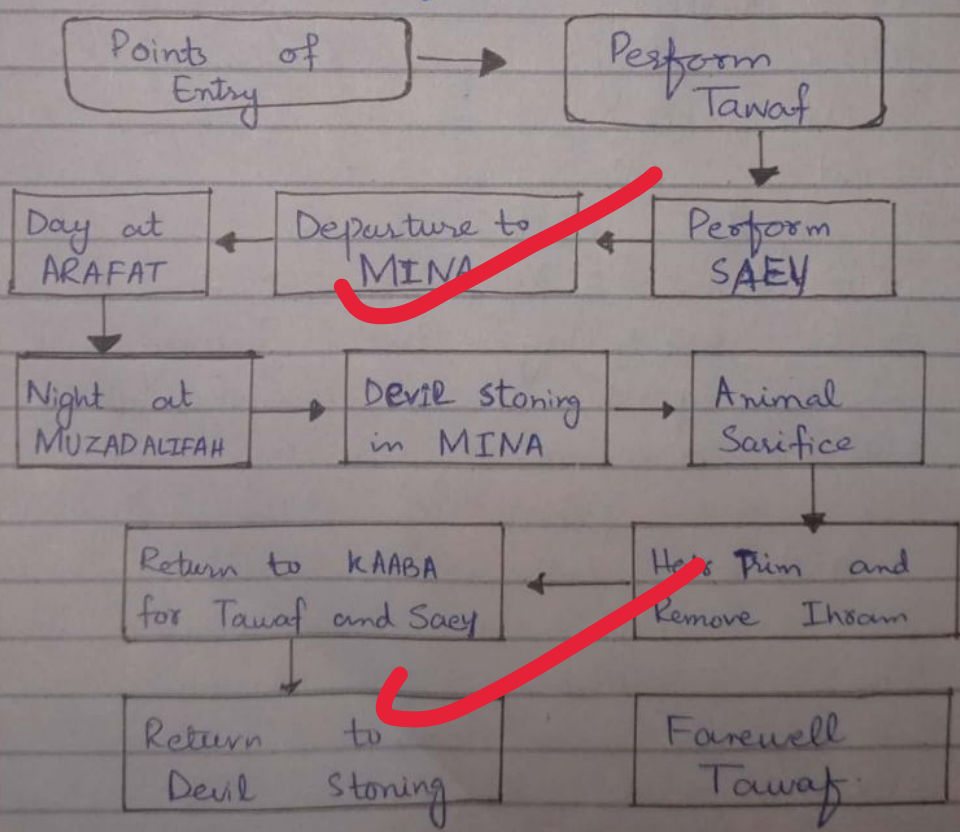 Points of
Entry
Perform
Tawaf
Perform
SAEY
Departure to
MINA
Day at
ARAFAT
Night at
MUZADALIFAH
Devil stoning
in MINA
Animal
Sarifice
Trim and
Remove Ihram
Return to KAABA
for Tawaf and Saey
Return to
Devil Stoning
Farewell
Tawaf.